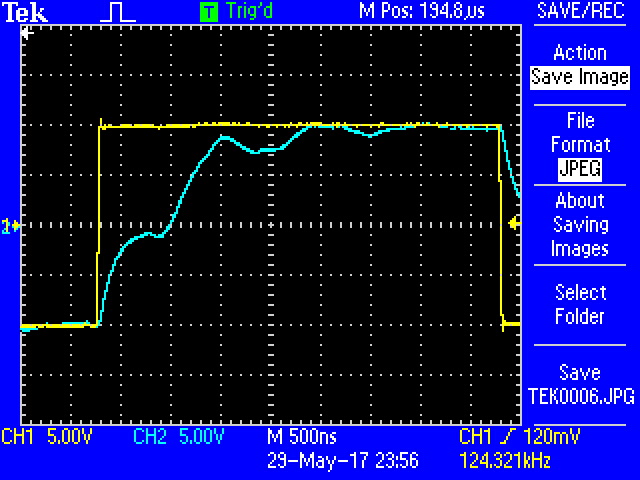 Tek T Trig'd M Pos: 194.8µs SAVE/REC
Action
Save Image
File
Format
JPEG
About
Saving
Images
Select
Folder
Save
TEK0006.JPG
CH1 5.00V CH2 5.00V M 500ns CH1 120mV
29-May-17 23:56 124.321kHz